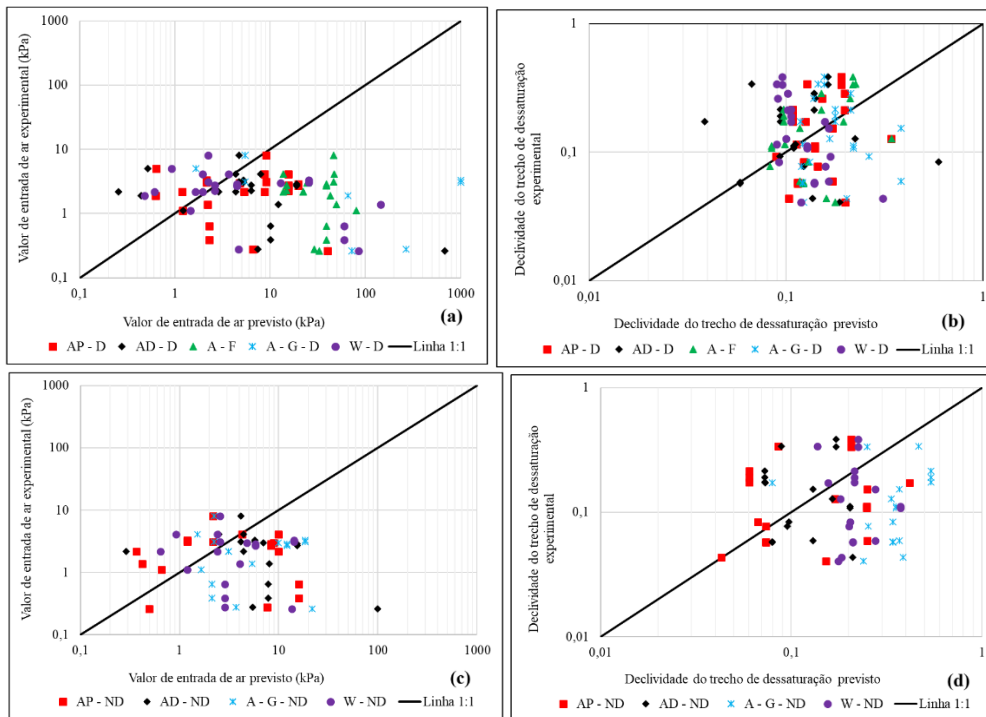 1000
100
10
1
0,1
Valor de entrada de ar experimental (kPa)
0,1 1 10 100 1000
Valor de entrada de ar previsto (kPa)
(a)
AP - D AD - D A - F A - G - D W - D Linha 1:1
1
0,1
0,01
Declividade do trecho de dessaturação
experimental
0,01 0,1 1
Declividade do trecho de dessaturação previsto
(b)
AP - D AD - D A - F A - G - D W - D Linha 1:1
1000
100
10
1
0,1
Valor de entrada de ar experimental (kPa)
0,1 1 10 100 1000
Valor de entrada de ar previsto (kPa)
(c)
AP - ND AD - ND A - G - ND W - ND Linha 1:1
1
0,1
0,01
Declividade do trecho de dessaturação
experimental
0,01 0,1 1
Declividade do trecho de dessaturação previsto
(d)
AP - ND AD - ND A - G - ND W - ND Linha 1:1